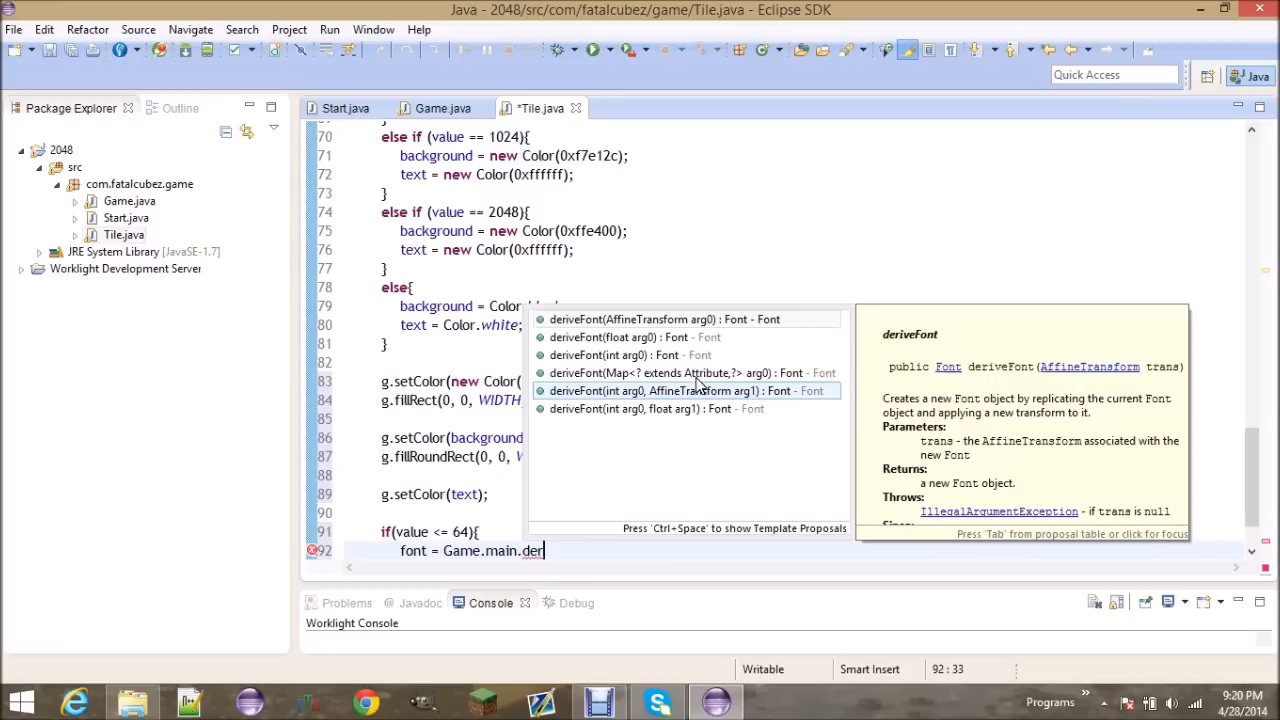 Java - 2048/src/com/fatalcubez/game/Tile.java - Eclipse SDK
File Edit Refactor Source Navigate Search Project Run Window Help
Quick Access
Java
Package Explorer
Outline
Start.java
Game.java
*Tile.java
2048
src
com.fatalcubez.game
Game.java
Start.java
Tile.java
JRE System Library [JavaSE-1.7]
Worklight Development Server
70 else if (value == 1024){
71 background = new Color(0xf7e12c);
72 text = new Color(0xffffff);
73 }
74 else if (value == 2048){
75 background = new Color(0xffe400);
76 text = new Color(0xffffff);
77 }
78 else{
79 background = Color
80 text = Color.white;
81 }
82
83 g.setColor(new Color(
84 g.fillRect(0, 0, WIDTH
85
86 g.setColor(background
87 g.fillRoundRect(0, 0, W
88
89 g.setColor(text);
90
91 if(value <= 64){
92 font = Game.main.der
deriveFont(AffineTransform arg0) : Font - Font
deriveFont(float arg0) : Font - Font
deriveFont(int arg0) : Font - Font
deriveFont(Map<? extends Attribute,?> arg0) : Font - Font
deriveFont(int arg0, AffineTransform arg1) : Font - Font
deriveFont(int arg0, float arg1) : Font - Font
Press 'Ctrl+Space' to show Template Proposals
deriveFont
public Font deriveFont(AffineTransform trans)
Creates a new Font object by replicating the current Font
object and applying a new transform to it.
Parameters:
trans - the AffineTransform associated with the
new Font
Returns:
a new Font object.
Throws:
IllegalArgumentException - if trans is null
Press 'Tab' from proposal table or click for focus
Problems
Javadoc
Console
Debug
Worklight Console
Writable
Smart Insert
92 : 33
Programs
9:20 PM
4/28/2014